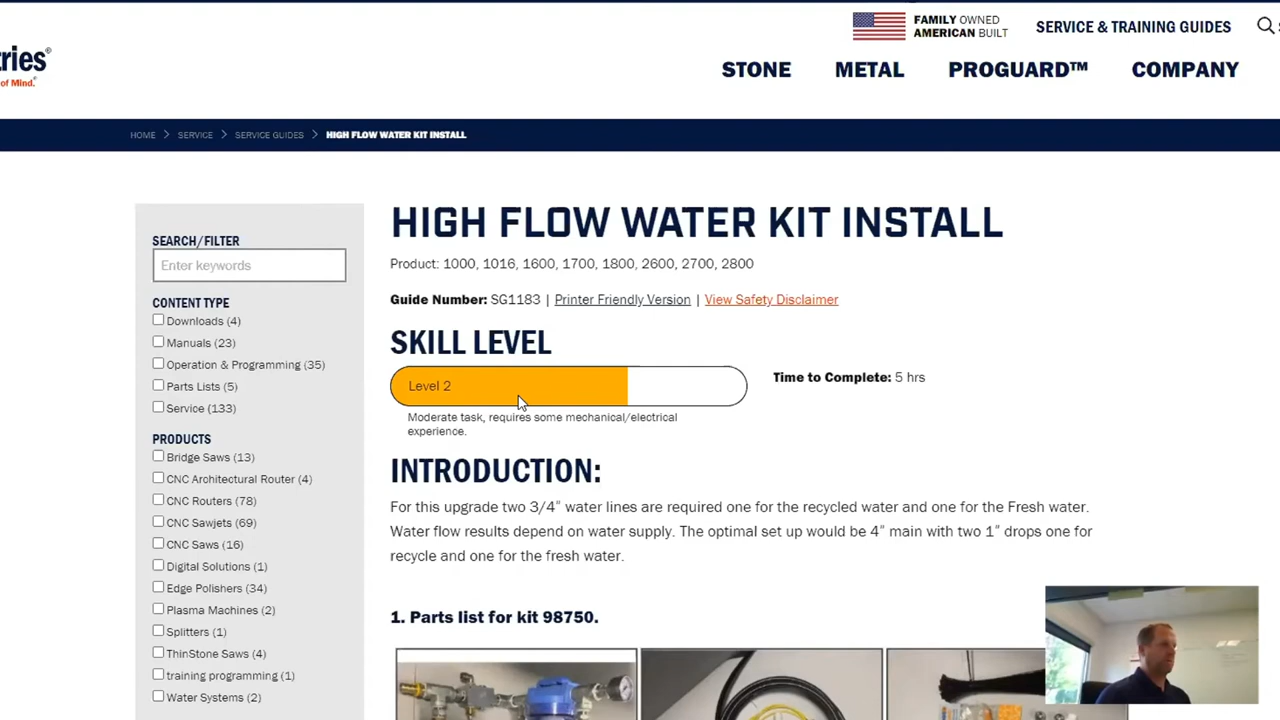 FAMILY OWNED
AMERICAN BUILT
SERVICE & TRAINING GUIDES
tries®
of Mind.®
STONE METAL PROGUARD™ COMPANY
HOME > SERVICE > SERVICE GUIDES > HIGH FLOW WATER KIT INSTALL
SEARCH/FILTER
Enter keywords
CONTENT TYPE
Downloads (4)
Manuals (23)
Operation & Programming (35)
Parts Lists (5)
Service (133)
PRODUCTS
Bridge Saws (13)
CNC Architectural Router (4)
CNC Routers (78)
CNC Sawjets (69)
CNC Saws (16)
Digital Solutions (1)
Edge Polishers (34)
Plasma Machines (2)
Splitters (1)
ThinStone Saws (4)
training programming (1)
Water Systems (2)
HIGH FLOW WATER KIT INSTALL
Product: 1000, 1016, 1600, 1700, 1800, 2600, 2700, 2800
Guide Number: SG1183 | Printer Friendly Version | View Safety Disclaimer
SKILL LEVEL
Level 2
Time to Complete: 5 hrs
Moderate task, requires some mechanical/electrical
experience.
INTRODUCTION:
For this upgrade two 3/4" water lines are required one for the recycled water and one for the Fresh water.
Water flow results depend on water supply. The optimal set up would be 4" main with two 1" drops one for
recycle and one for the fresh water.
1. Parts list for kit 98750.